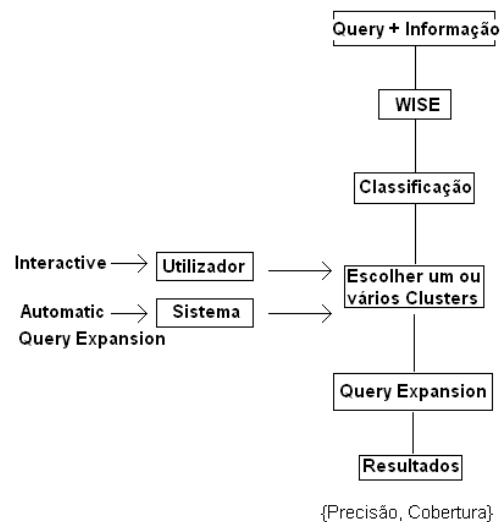 Query + Informação
WISE
Classificação
Interactive
Utilizador
Escolher um ou
vários Clusters
Automatic
Sistema
Query Expansion
Query Expansion
Resultados
{Precisão, Cobertura}